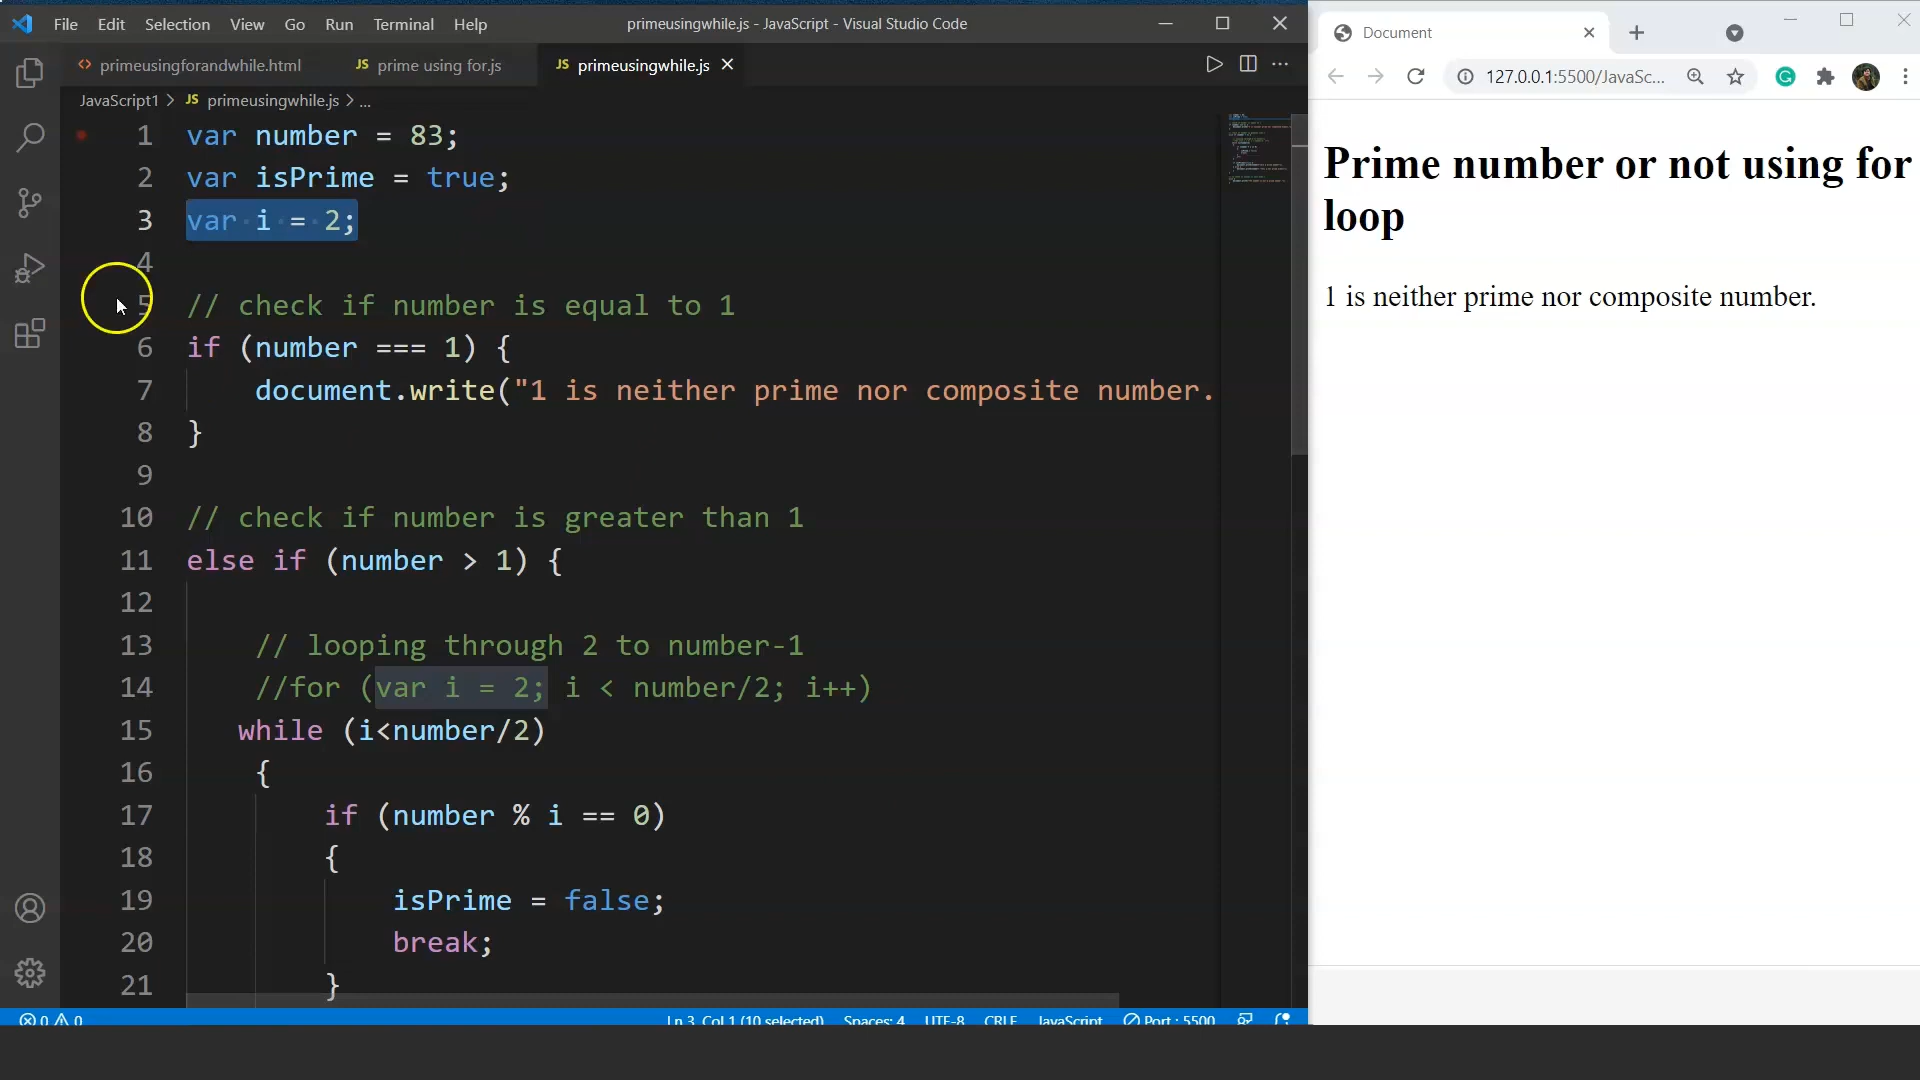 File Edit Selection View Go Run Terminal Help
primeusingwhile.js - JavaScript - Visual Studio Code
primeusingforandwhile.html
JS prime using for.js
JS primeusingwhile.js
JavaScript1 > JS primeusingwhile.js > ...
1 var number = 83;
2 var isPrime = true;
3 var i = 2;
4
5 // check if number is equal to 1
6 if (number === 1) {
7 document.write("1 is neither prime nor composite number.
8 }
9
10 // check if number is greater than 1
11 else if (number > 1) {
12
13 // looping through 2 to number-1
14 //for (var i = 2; i < number/2; i++)
15 while (i<number/2)
16 {
17 if (number % i == 0)
18 {
19 isPrime = false;
20 break;
21 }
0 0
Ln 3, Col 1 (10 selected) Spaces: 4 UTF-8 CRLF JavaScript Port : 5500
Document
127.0.0.1:5500/JavaSc...
Prime number or not using for
loop
1 is neither prime nor composite number.